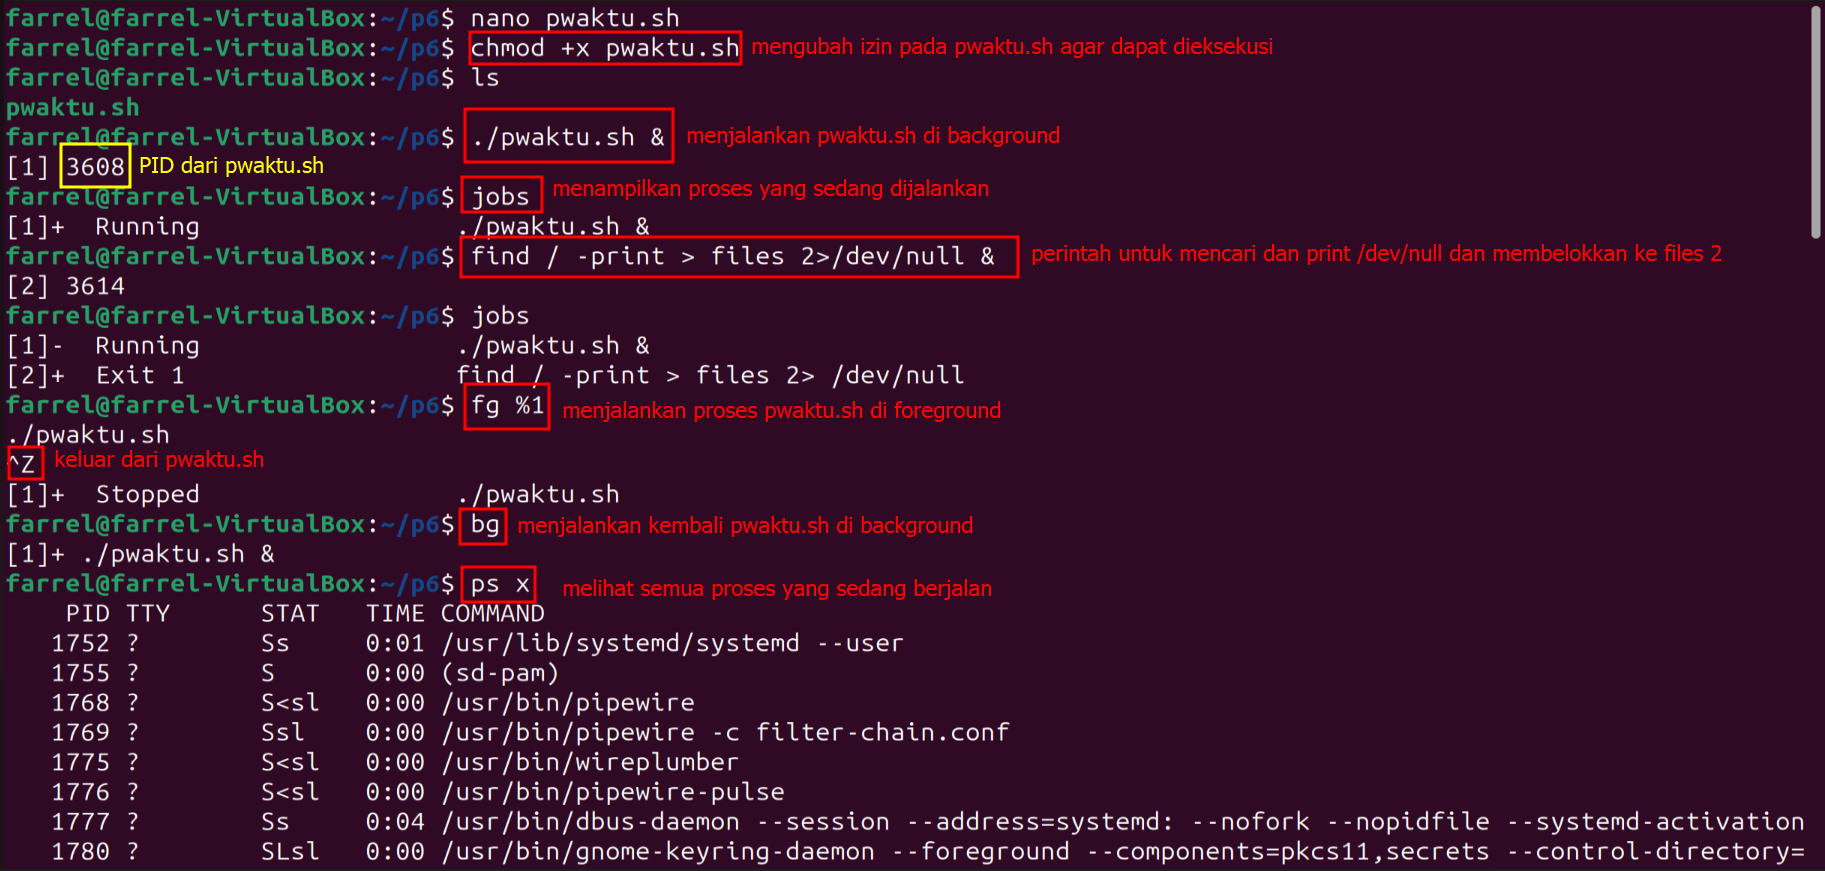 farrel@farrel-VirtualBox:~/p6$ nano pwaktu.sh
farrel@farrel-VirtualBox:~/p6$ chmod +x pwaktu.sh mengubah izin pada pwaktu.sh agar dapat dieksekusi
farrel@farrel-VirtualBox:~/p6$ ls
pwaktu.sh
farrel@farrel-VirtualBox:~/p6$ ./pwaktu.sh & menjalankan pwaktu.sh di background
[1] 3608 PID dari pwaktu.sh
farrel@farrel-VirtualBox:~/p6$ jobs menampilkan proses yang sedang dijalankan
[1]+  Running                 ./pwaktu.sh &
farrel@farrel-VirtualBox:~/p6$ find / -print > files 2>/dev/null & perintah untuk mencari dan print /dev/null dan membelokkan ke files 2
[2] 3614
farrel@farrel-VirtualBox:~/p6$ jobs
[1]-  Running                 ./pwaktu.sh &
[2]+  Exit 1                  find / -print > files 2> /dev/null
farrel@farrel-VirtualBox:~/p6$ fg %1 menjalankan proses pwaktu.sh di foreground
./pwaktu.sh
^Z keluar dari pwaktu.sh
[1]+  Stopped                 ./pwaktu.sh
farrel@farrel-VirtualBox:~/p6$ bg menjalankan kembali pwaktu.sh di background
[1]+ ./pwaktu.sh &
farrel@farrel-VirtualBox:~/p6$ ps x melihat semua proses yang sedang berjalan
    PID TTY      STAT   TIME COMMAND
   1752 ?        Ss     0:01 /usr/lib/systemd/systemd --user
   1755 ?        S      0:00 (sd-pam)
   1768 ?        S<sl   0:00 /usr/bin/pipewire
   1769 ?        Ssl    0:00 /usr/bin/pipewire -c filter-chain.conf
   1775 ?        S<sl   0:00 /usr/bin/wireplumber
   1776 ?        S<sl   0:00 /usr/bin/pipewire-pulse
   1777 ?        Ss     0:04 /usr/bin/dbus-daemon --session --address=systemd: --nofork --nopidfile --systemd-activation
   1780 ?        SLsl   0:00 /usr/bin/gnome-keyring-daemon --foreground --components=pkcs11,secrets --control-directory=